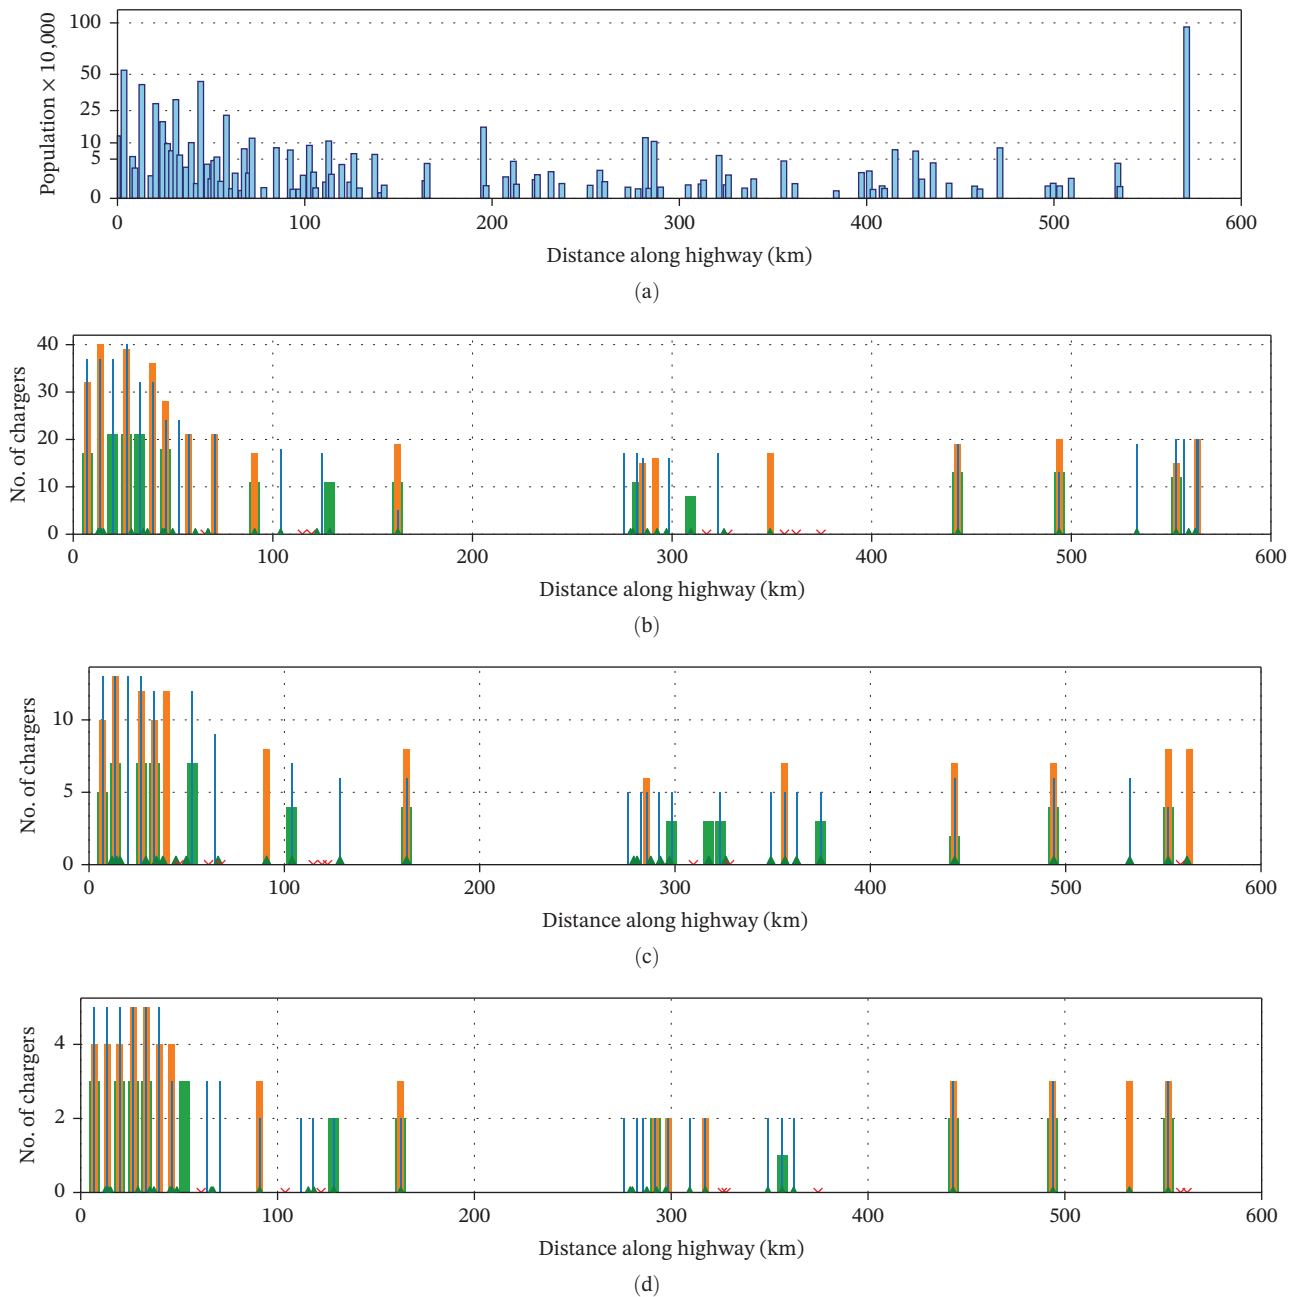 Population × 10,000
100
50
25
10
5
0
0 100 200 300 400 500 600
Distance along highway (km)
(a)
No. of chargers
40
30
20
10
0
0 100 200 300 400 500 600
Distance along highway (km)
(b)
No. of chargers
10
5
0
0 100 200 300 400 500 600
Distance along highway (km)
(c)
No. of chargers
4
2
0
0 100 200 300 400 500 600
Distance along highway (km)
(d)